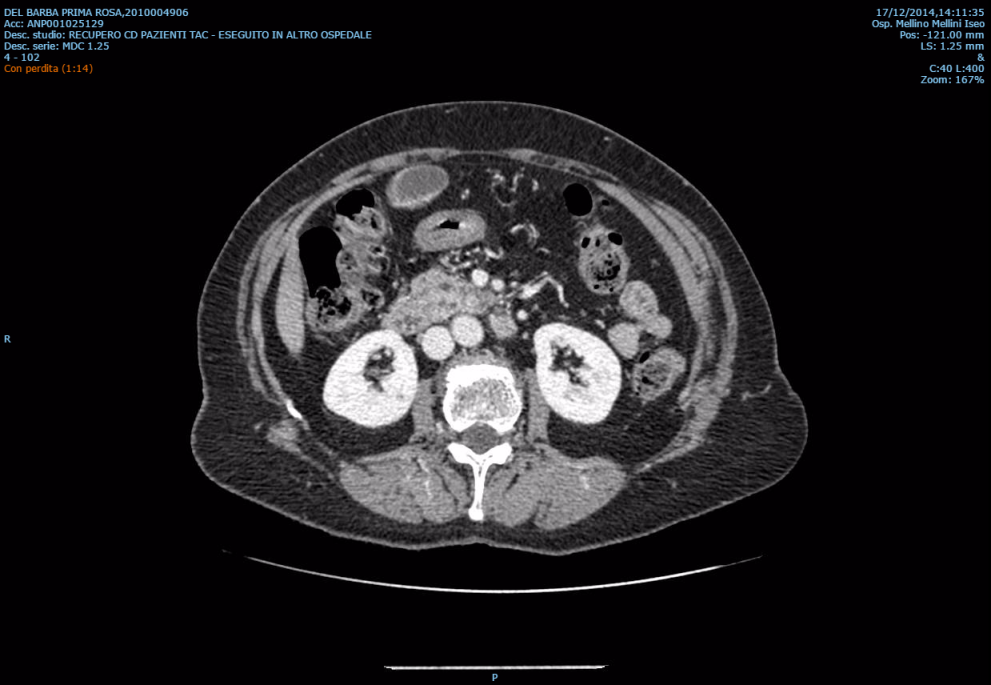 DEL BARBA PRIMA ROSA,2010004906
Acc: ANP001025129
Desc. studio: RECUPERO CD PAZIENTI TAC - ESEGUITO IN ALTRO OSPEDALE
Desc. serie: MDC 1.25
4 - 102
Con perdita (1:14)
17/12/2014,14:11:35
Osp. Mellino Mellini Iseo
Pos: -121.00 mm
LS: 1.25 mm
&
C:40 L:400
Zoom: 167%
R
P